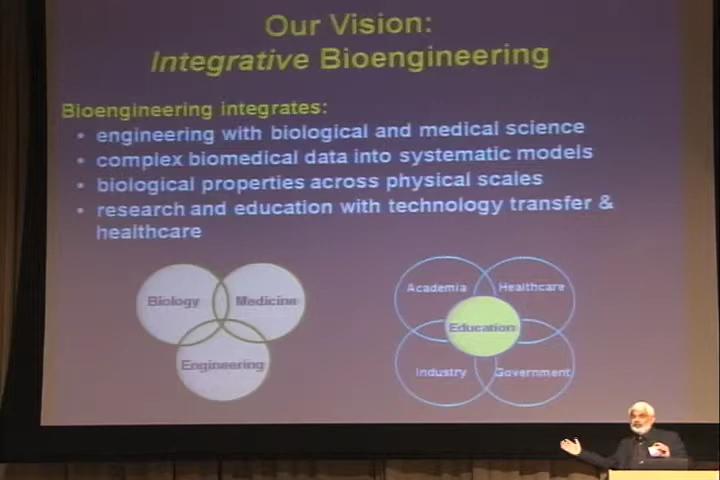 Our Vision:
Integrative Bioengineering
Bioengineering integrates:
• engineering with biological and medical science
• complex biomedical data into systematic models
• biological properties across physical scales
• research and education with technology transfer &
healthcare
Biology
Medicine
Engineering
Academia
Healthcare
Education
Industry
Government